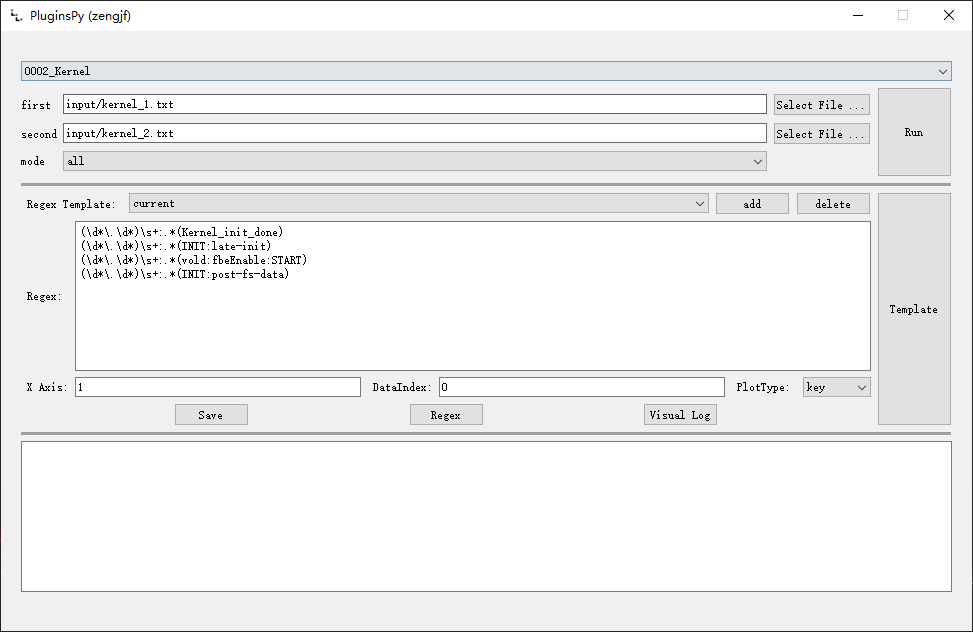 PluginsPy (zengjf)
0002_Kernel
first input/kernel_1.txt Select File ...
second input/kernel_2.txt Select File ...
Run
mode all
Regex Template: current add delete
(\d*\.\d*)\s+:.*(Kernel_init_done)
(\d*\.\d*)\s+:.*(INIT:late-init)
(\d*\.\d*)\s+:.*(vold:fbeEnable:START)
(\d*\.\d*)\s+:.*(INIT:post-fs-data)
Regex:
Template
X Axis: 1 DataIndex: 0 PlotType: key
Save Regex Visual Log